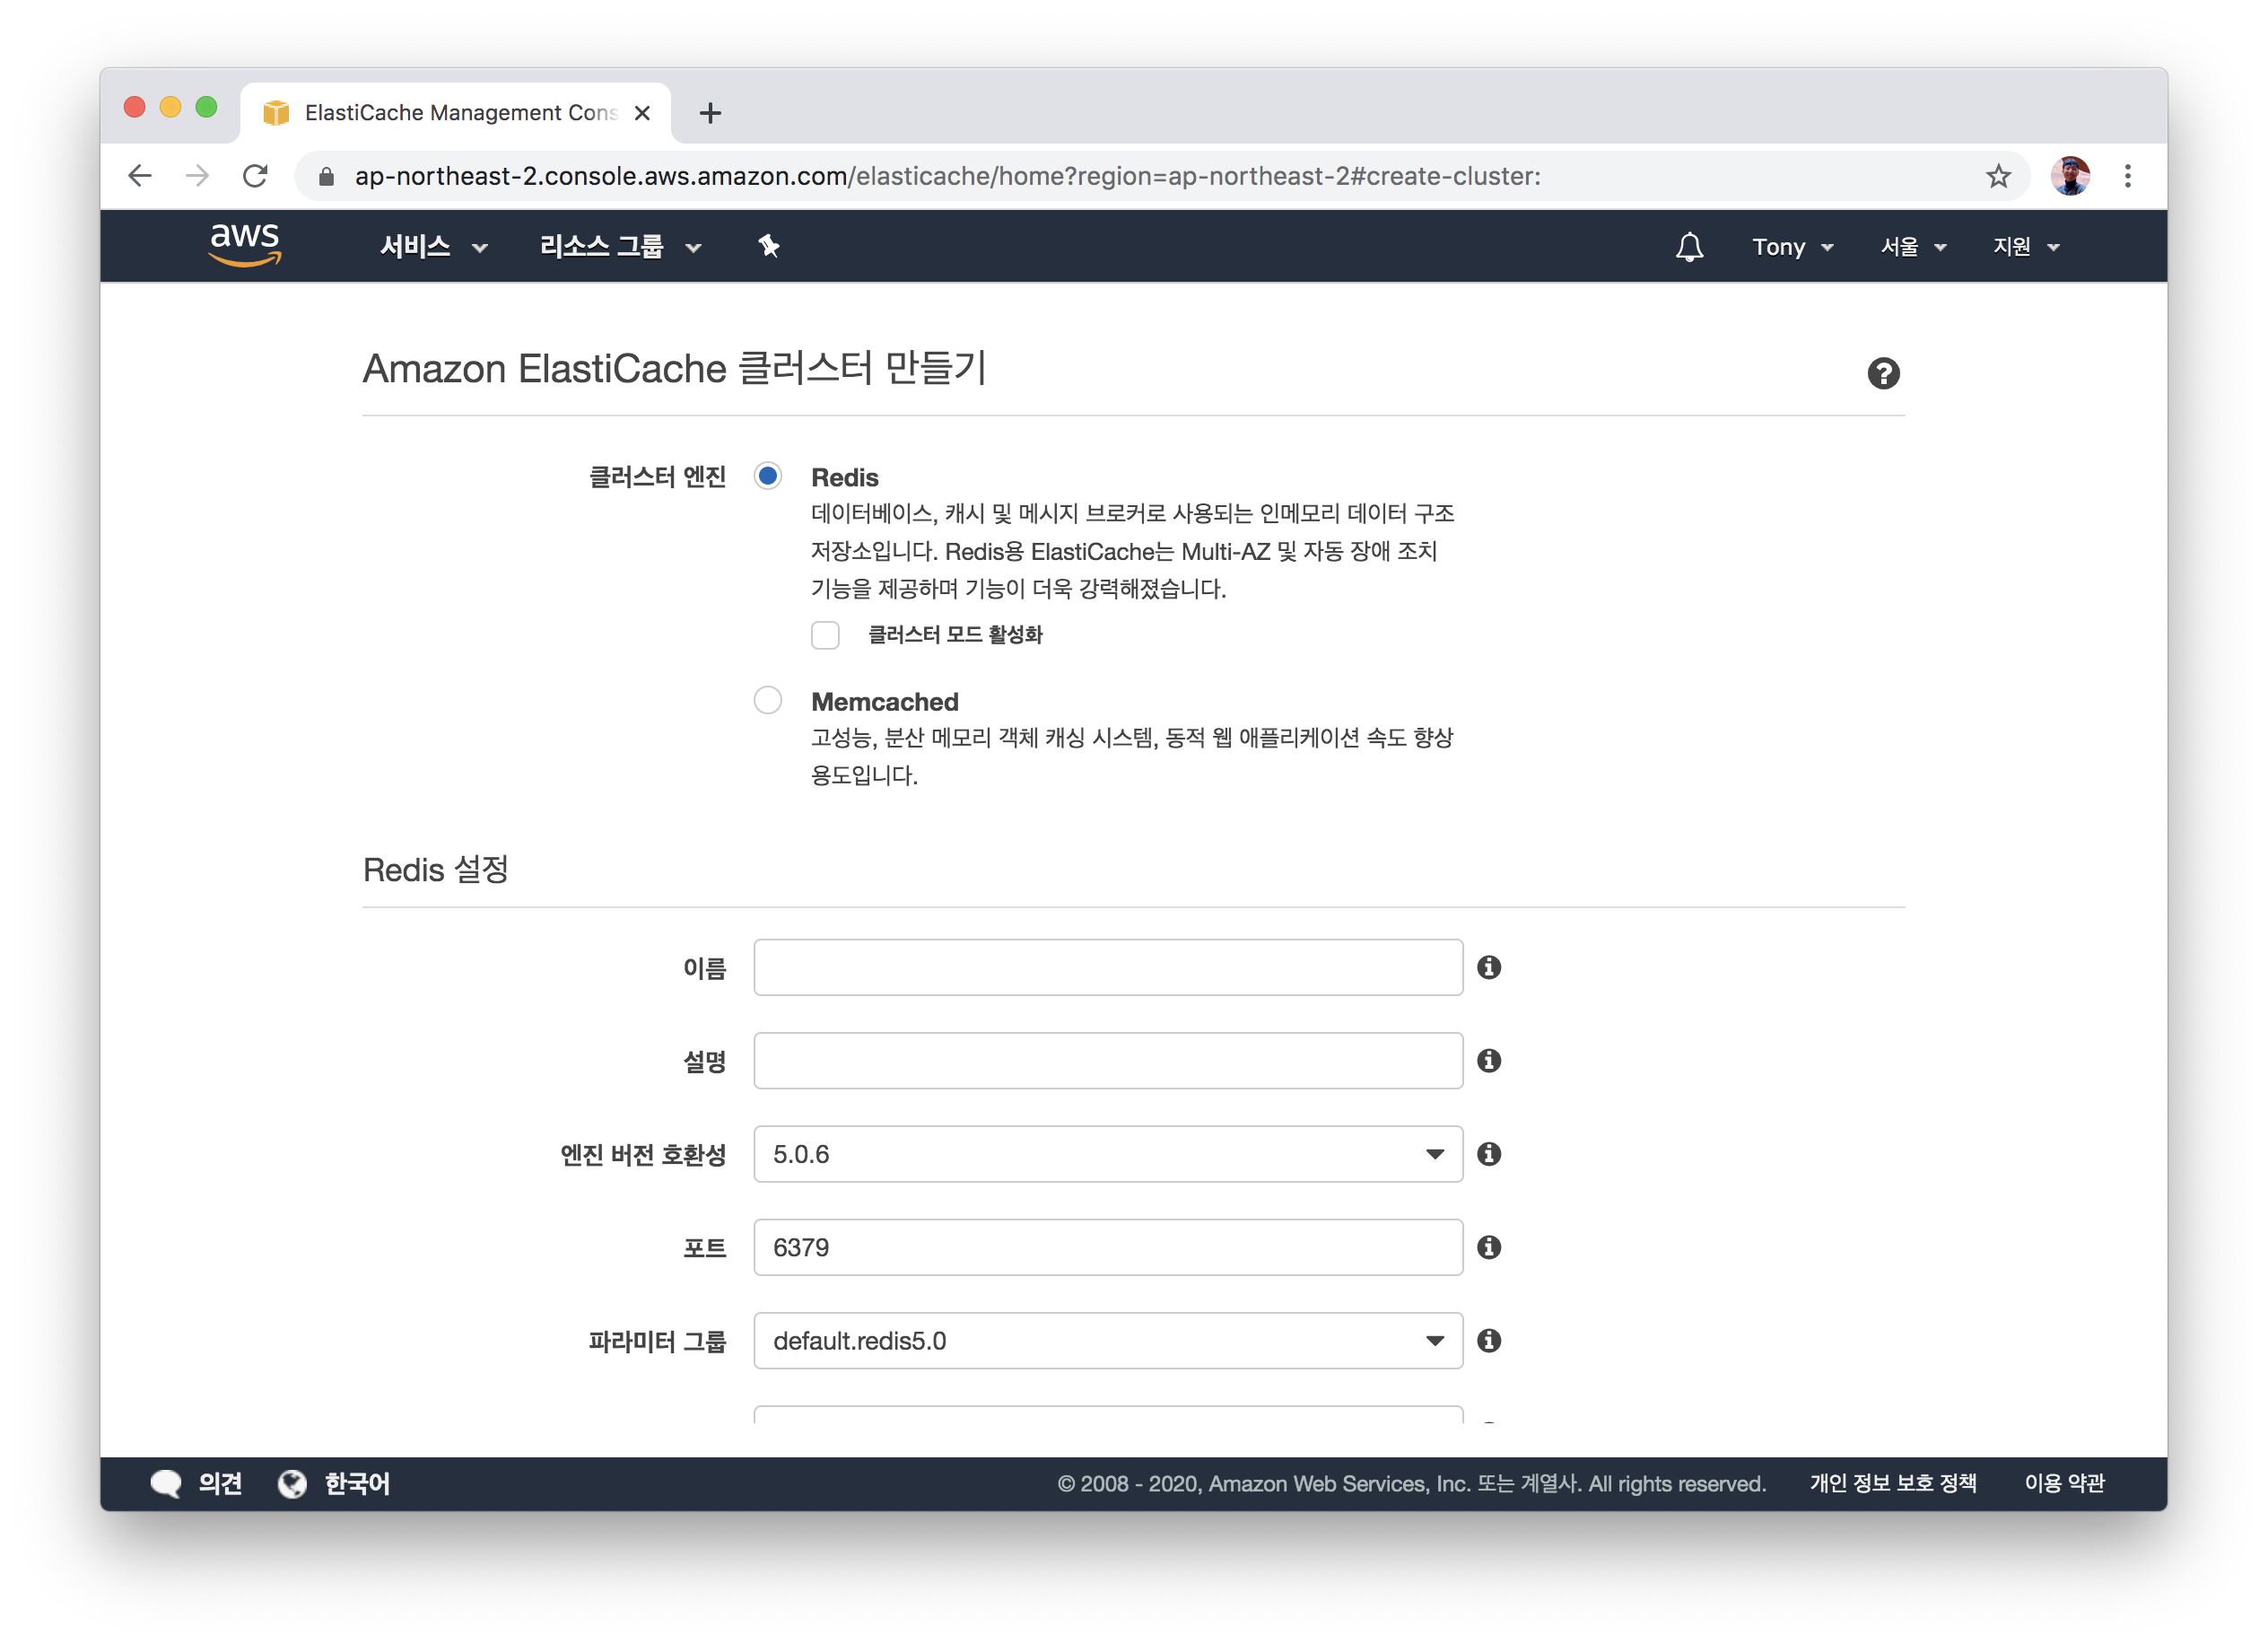 ElastiCache Management Cons
ap-northeast-2.console.aws.amazon.com/elasticache/home?region=ap-northeast-2#create-cluster:
aws 서비스 리소스 그룹 Tony 서울 지원
Amazon ElastiCache 클러스터 만들기
클러스터 엔진 Redis
데이터베이스, 캐시 및 메시지 브로커로 사용되는 인메모리 데이터 구조
저장소입니다. Redis용 ElastiCache는 Multi-AZ 및 자동 장애 조치
기능을 제공하며 기능이 더욱 강력해졌습니다.
클러스터 모드 활성화
Memcached
고성능, 분산 메모리 객체 캐싱 시스템, 동적 웹 애플리케이션 속도 향상
용도입니다.
Redis 설정
이름
설명
엔진 버전 호환성 5.0.6
포트 6379
파라미터 그룹 default.redis5.0
의견 한국어 © 2008 - 2020, Amazon Web Services, Inc. 또는 계열사. All rights reserved. 개인 정보 보호 정책 이용 약관